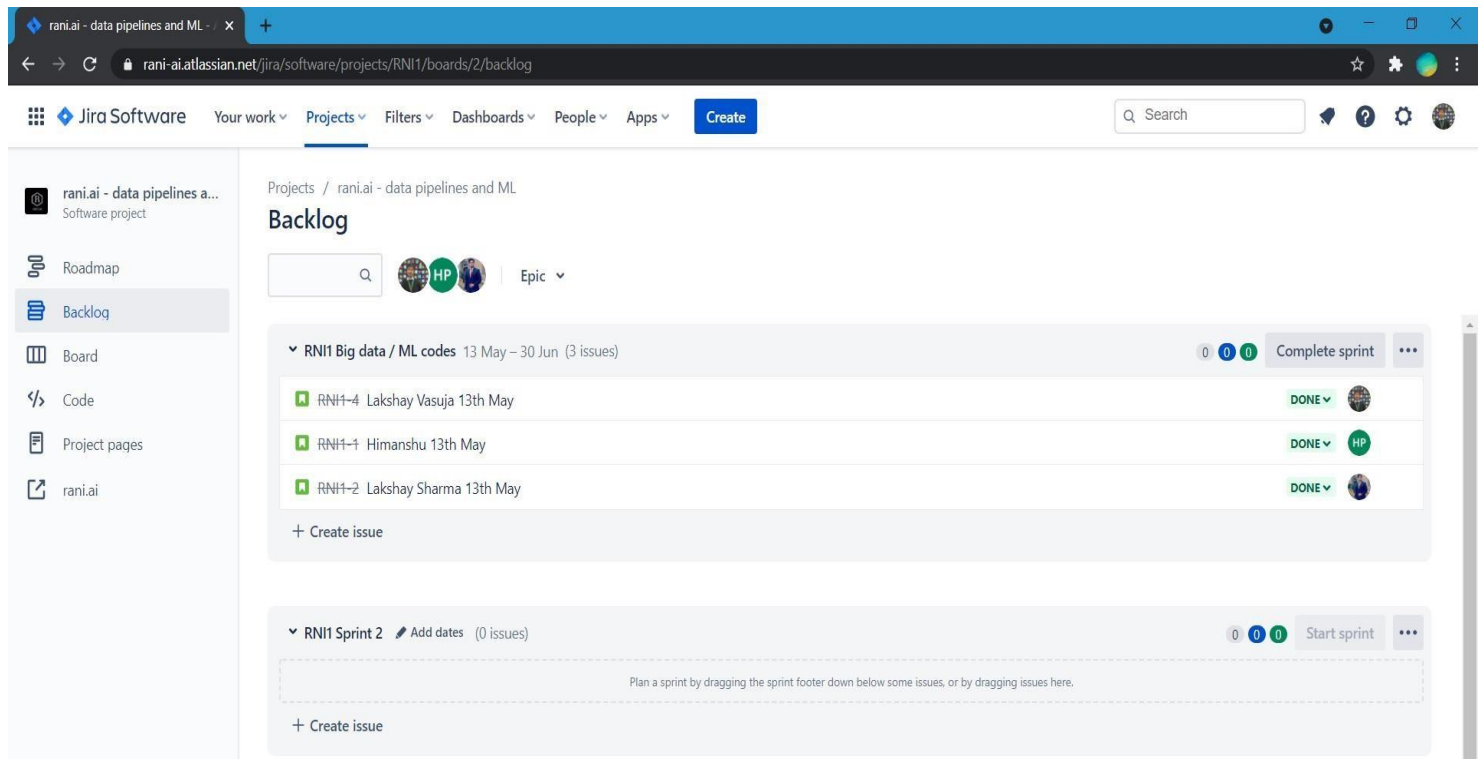 rani.ai - data pipelines and ML - /
rani-ai.atlassian.net/jira/software/projects/RNI1/boards/2/backlog
Jira Software Your work Projects Filters Dashboards People Apps Create Search
rani.ai - data pipelines a...
Software project
Roadmap
Backlog
Board
Code
Project pages
rani.ai
Projects / rani.ai - data pipelines and ML
Backlog
HP Epic
RNI1 Big data / ML codes 13 May – 30 Jun (3 issues) 0 0 0 Complete sprint ...
RNI1-4 Lakshay Vasuja 13th May DONE
RNI1-1 Himanshu 13th May DONE HP
RNI1-2 Lakshay Sharma 13th May DONE
+ Create issue
RNI1 Sprint 2 Add dates (0 issues) 0 0 0 Start sprint ...
Plan a sprint by dragging the sprint footer down below some issues, or by dragging issues here.
+ Create issue